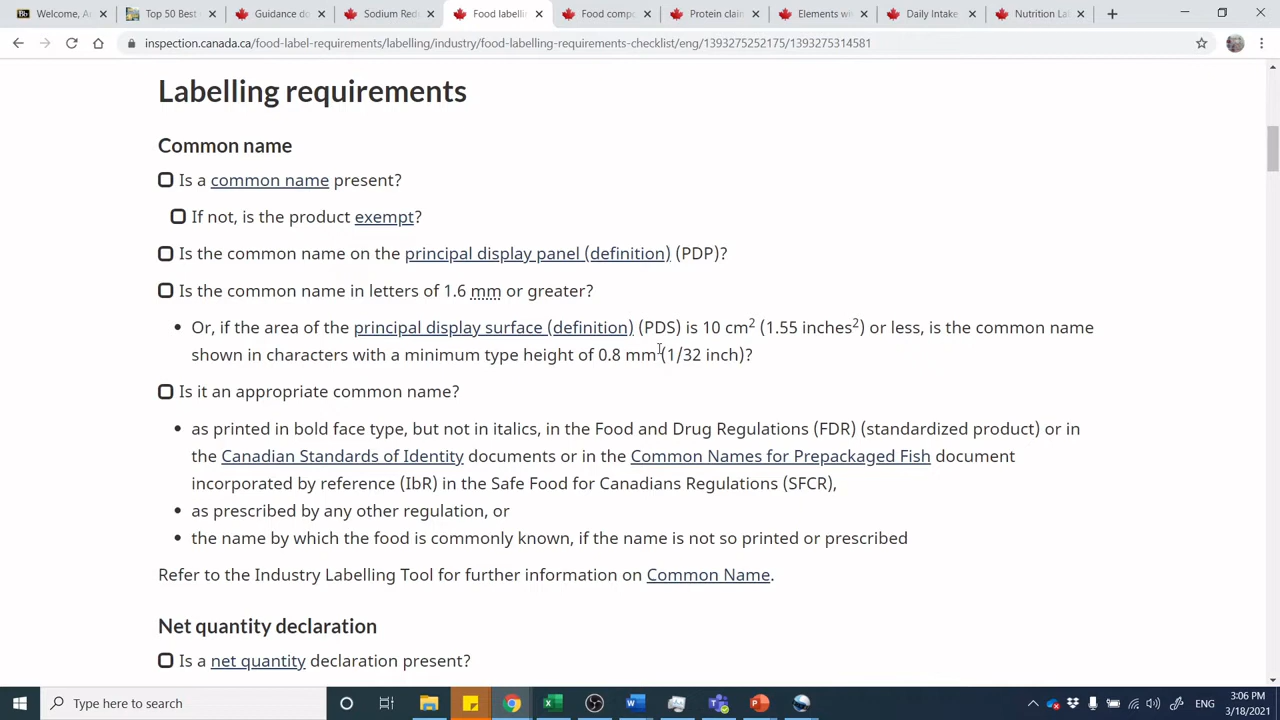 Welcome, A
Top 50 Best
Guidance do
Sodium Red
Food labellin
Food compo
Protein clain
Elements wi
Daily Intake
Nutrition La
inspection.canada.ca/food-label-requirements/labelling/industry/food-labelling-requirements-checklist/eng/1393275252175/1393275314581
Labelling requirements
Common name
Is a common name present?
If not, is the product exempt?
Is the common name on the principal display panel (definition) (PDP)?
Is the common name in letters of 1.6 mm or greater?
• Or, if the area of the principal display surface (definition) (PDS) is 10 cm² (1.55 inches²) or less, is the common name
shown in characters with a minimum type height of 0.8 mm (1/32 inch)?
Is it an appropriate common name?
• as printed in bold face type, but not in italics, in the Food and Drug Regulations (FDR) (standardized product) or in
the Canadian Standards of Identity documents or in the Common Names for Prepackaged Fish document
incorporated by reference (IbR) in the Safe Food for Canadians Regulations (SFCR),
• as prescribed by any other regulation, or
• the name by which the food is commonly known, if the name is not so printed or prescribed
Refer to the Industry Labelling Tool for further information on Common Name.
Net quantity declaration
Is a net quantity declaration present?
Type here to search
ENG
3:06 PM
3/18/2021